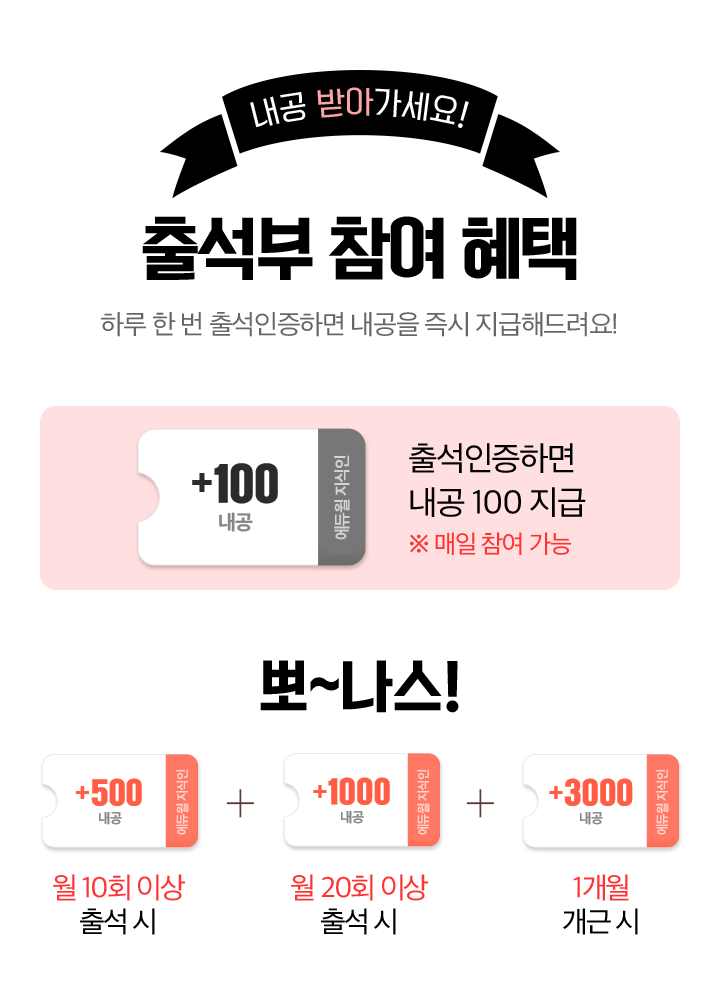 내공 받아가세요!
출석부 참여 혜택
하루 한 번 출석인증하면 내공을 즉시 지급해드려요!
+100
내공
에듀윌 지식인
출석인증하면
내공 100 지급
※ 매일 참여 가능
뽀~나스!
+500
내공
에듀윌 지식인
+
+1000
내공
에듀윌 지식인
+
+3000
내공
에듀윌 지식인
월 10회 이상
출석 시
월 20회 이상
출석 시
1개월
개근 시